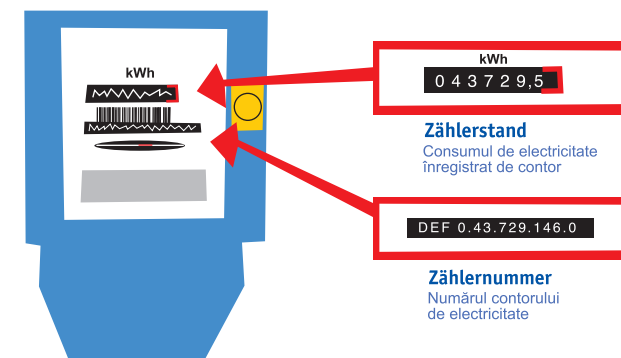 kWh
kWh
0 4 3 7 2 9,5
Zählerstand
Consumul de electricitate
înregistrat de contor
DEF 0.43.729.146.0
Zählernummer
Numărul contorului
de electricitate